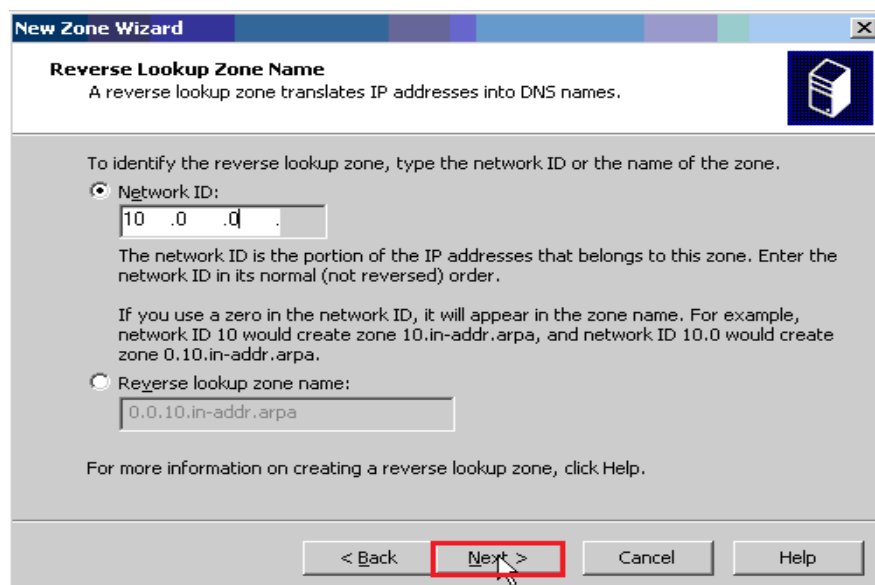 New Zone Wizard
Reverse Lookup Zone Name
A reverse lookup zone translates IP addresses into DNS names.
To identify the reverse lookup zone, type the network ID or the name of the zone.
Network ID:
10 .0 .0 .
The network ID is the portion of the IP addresses that belongs to this zone. Enter the
network ID in its normal (not reversed) order.
If you use a zero in the network ID, it will appear in the zone name. For example,
network ID 10 would create zone 10.in-addr.arpa, and network ID 10.0 would create
zone 0.10.in-addr.arpa.
Reverse lookup zone name:
0.0.10.in-addr.arpa
For more information on creating a reverse lookup zone, click Help.
< Back Next > Cancel Help